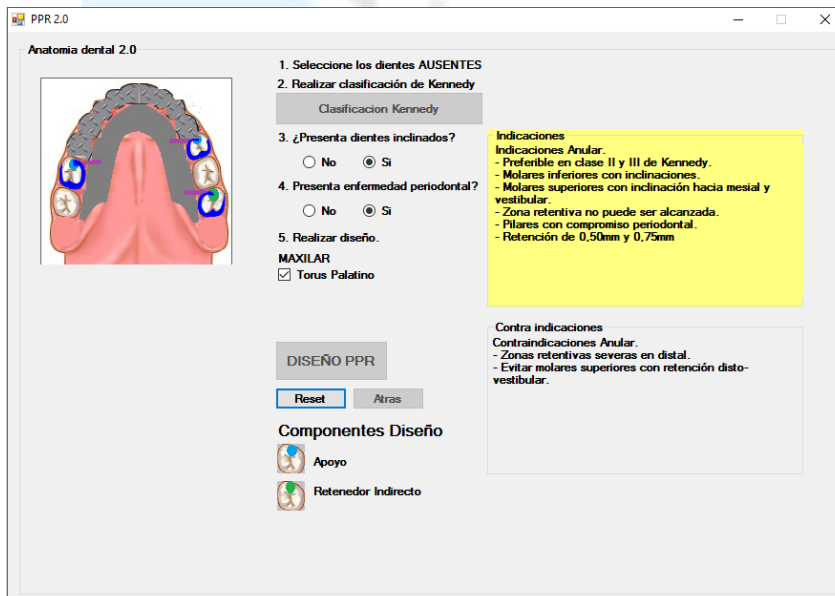 PPR 2.0
Anatomia dental 2.0
1. Seleccione los dientes AUSENTES
2. Realizar clasificación de Kennedy
Clasificacion Kennedy
3. ¿Presenta dientes inclinados?
No
Si
4. Presenta enfermedad periodontal?
No
Si
5. Realizar diseño.
MAXILAR
Torus Palatino
DISEÑO PPR
Reset
Atras
Componentes Diseño
Apoyo
Retenedor Indirecto
Indicaciones
Indicaciones Anular.
- Preferible en clase II y III de Kennedy.
- Molares inferiores con inclinaciones.
- Molares superiores con inclinación hacia mesial y
vestibular.
- Zona retentiva no puede ser alcanzada.
- Pilares con compromiso periodontal.
- Retención de 0,50mm y 0,75mm
Contra indicaciones
Contraindicaciones Anular.
- Zonas retentivas severas en distal.
- Evitar molares superiores con retención disto-
vestibular.